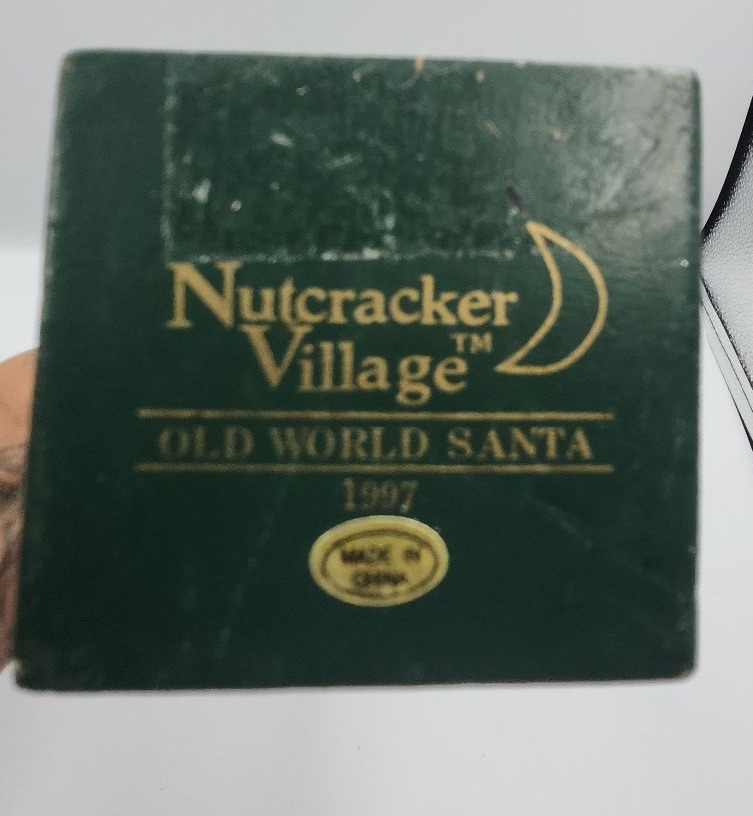 Nutcracker
Village™
OLD WORLD SANTA
1997
MADE IN
CHINA